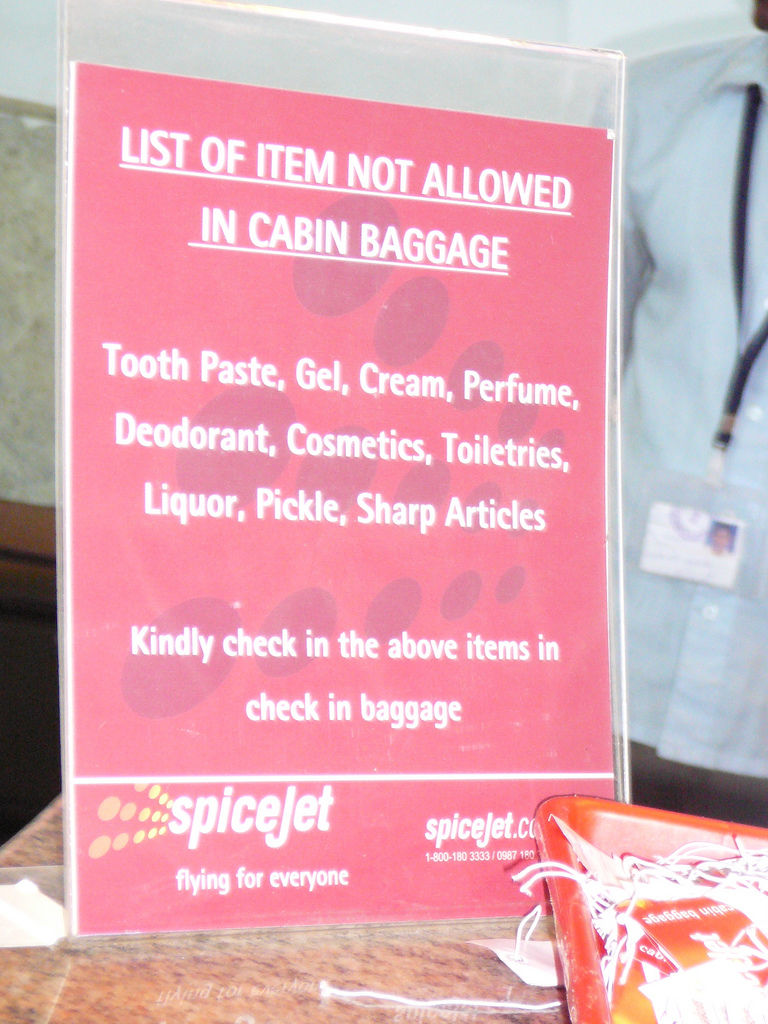 LIST OF ITEM NOT ALLOWED
IN CABIN BAGGAGE
Tooth Paste, Gel, Cream, Perfume,
Deodorant, Cosmetics, Toiletries,
Liquor, Pickle, Sharp Articles
Kindly check in the above items in
check in baggage
spiceJet
flying for everyone
spiceJet.co
1-800-180 3333 / 0987 180
cabin baggage
cab